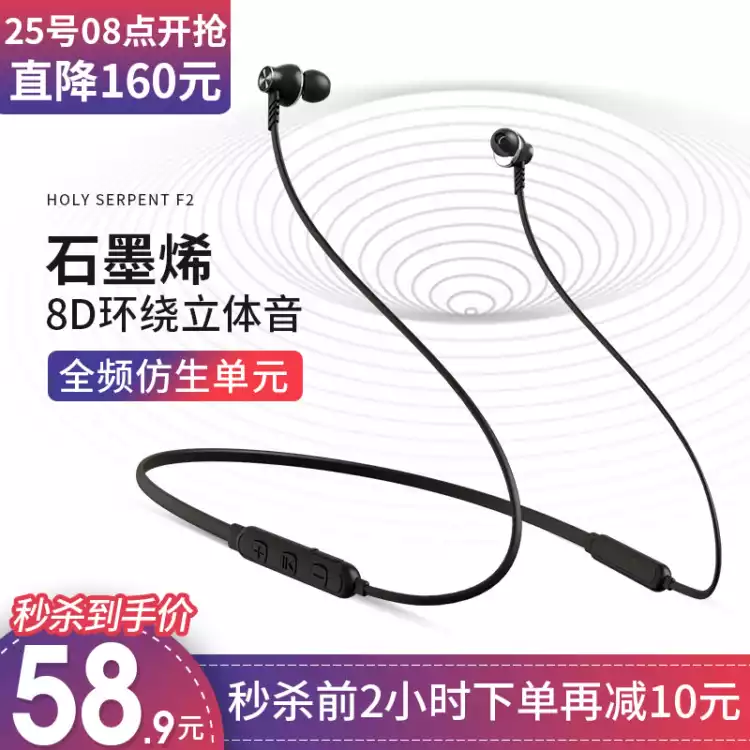 25号08点开抢
直降160元
HOLY SERPENT F2
石墨烯
8D环绕立体音
全频仿生单元
秒杀到手价
58.9元
秒杀前2小时下单再减10元